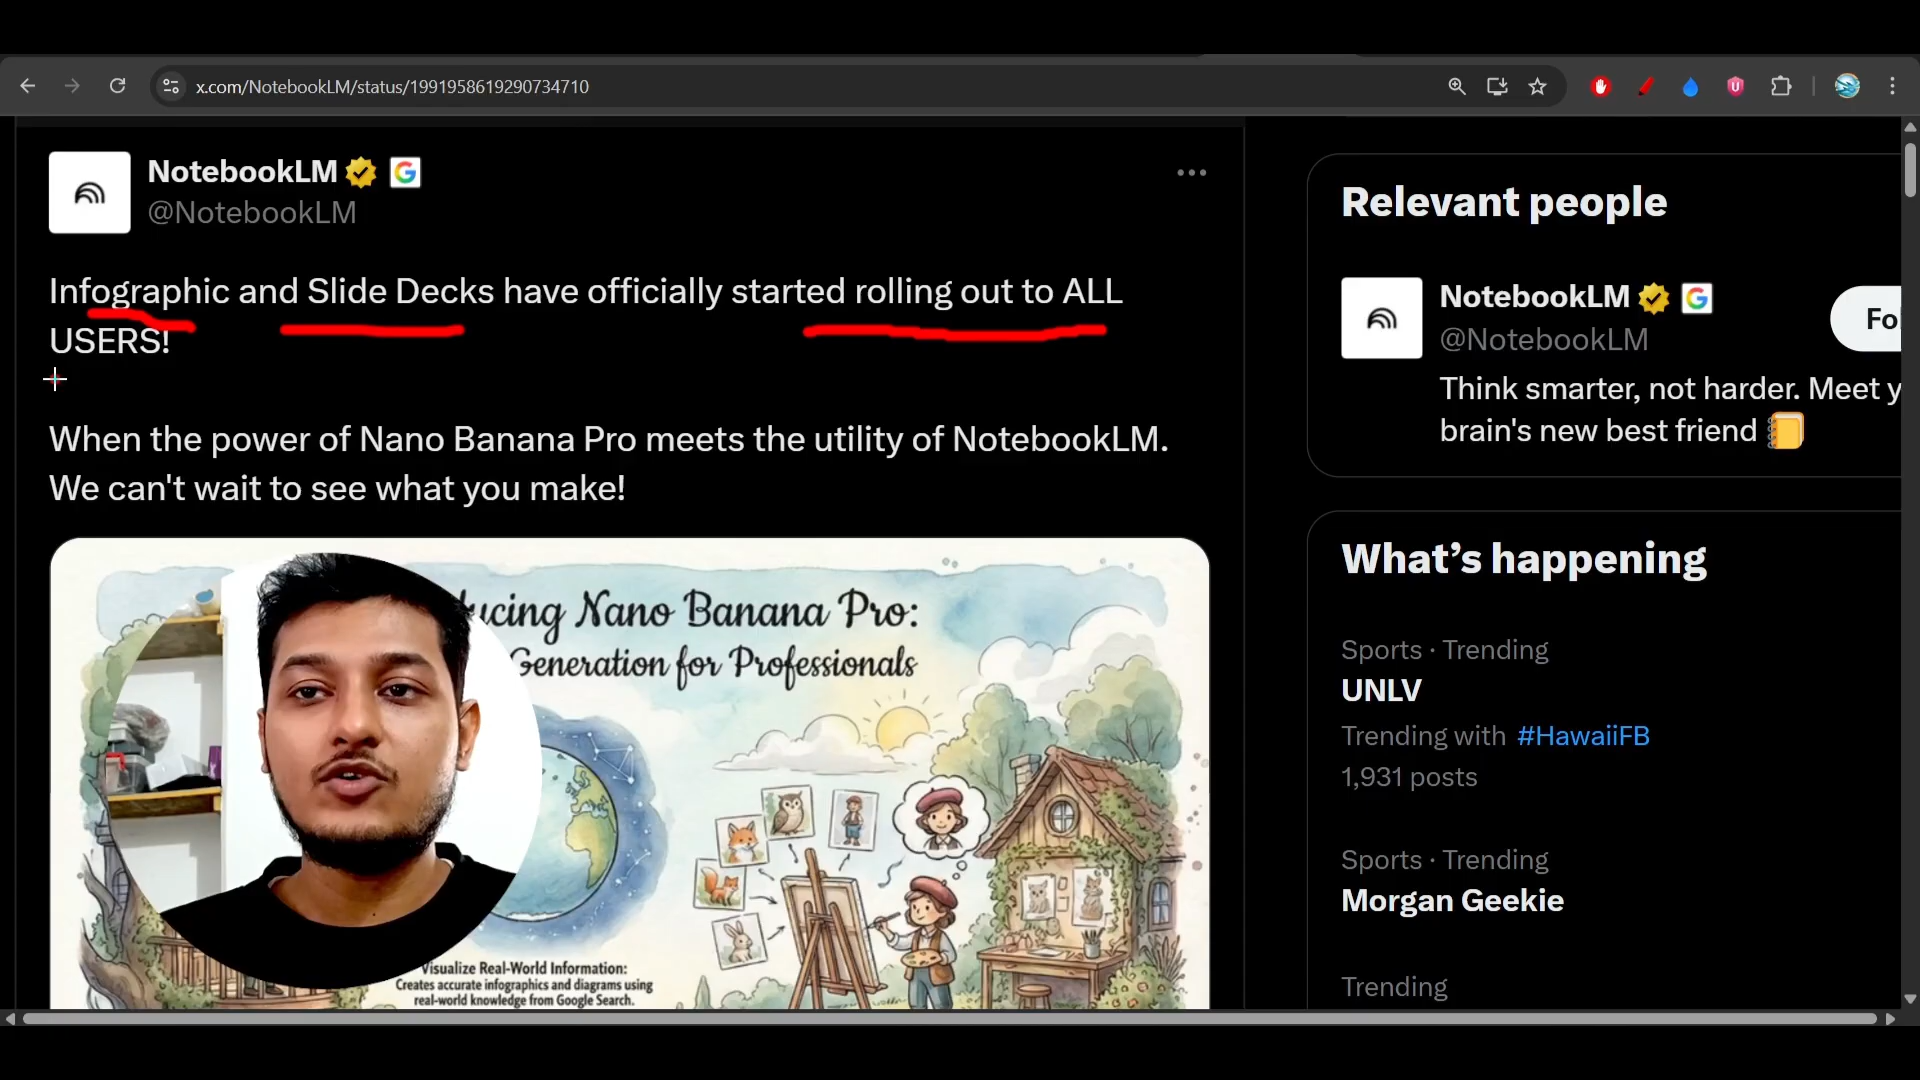 x.com/NotebookLM/status/1991958619290734710
NotebookLM
@NotebookLM
Infographic and Slide Decks have officially started rolling out to ALL
USERS!
When the power of Nano Banana Pro meets the utility of NotebookLM.
We can't wait to see what you make!
Nano Banana Pro:
Generation for Professionals
Visualize Real-World Information:
Creates accurate infographics and diagrams using
real-world knowledge from Google Search.
Relevant people
NotebookLM
@NotebookLM
Fo
Think smarter, not harder. Meet y
brain's new best friend
What's happening
Sports · Trending
UNLV
Trending with #HawaiiFB
1,931 posts
Sports · Trending
Morgan Geekie
Trending